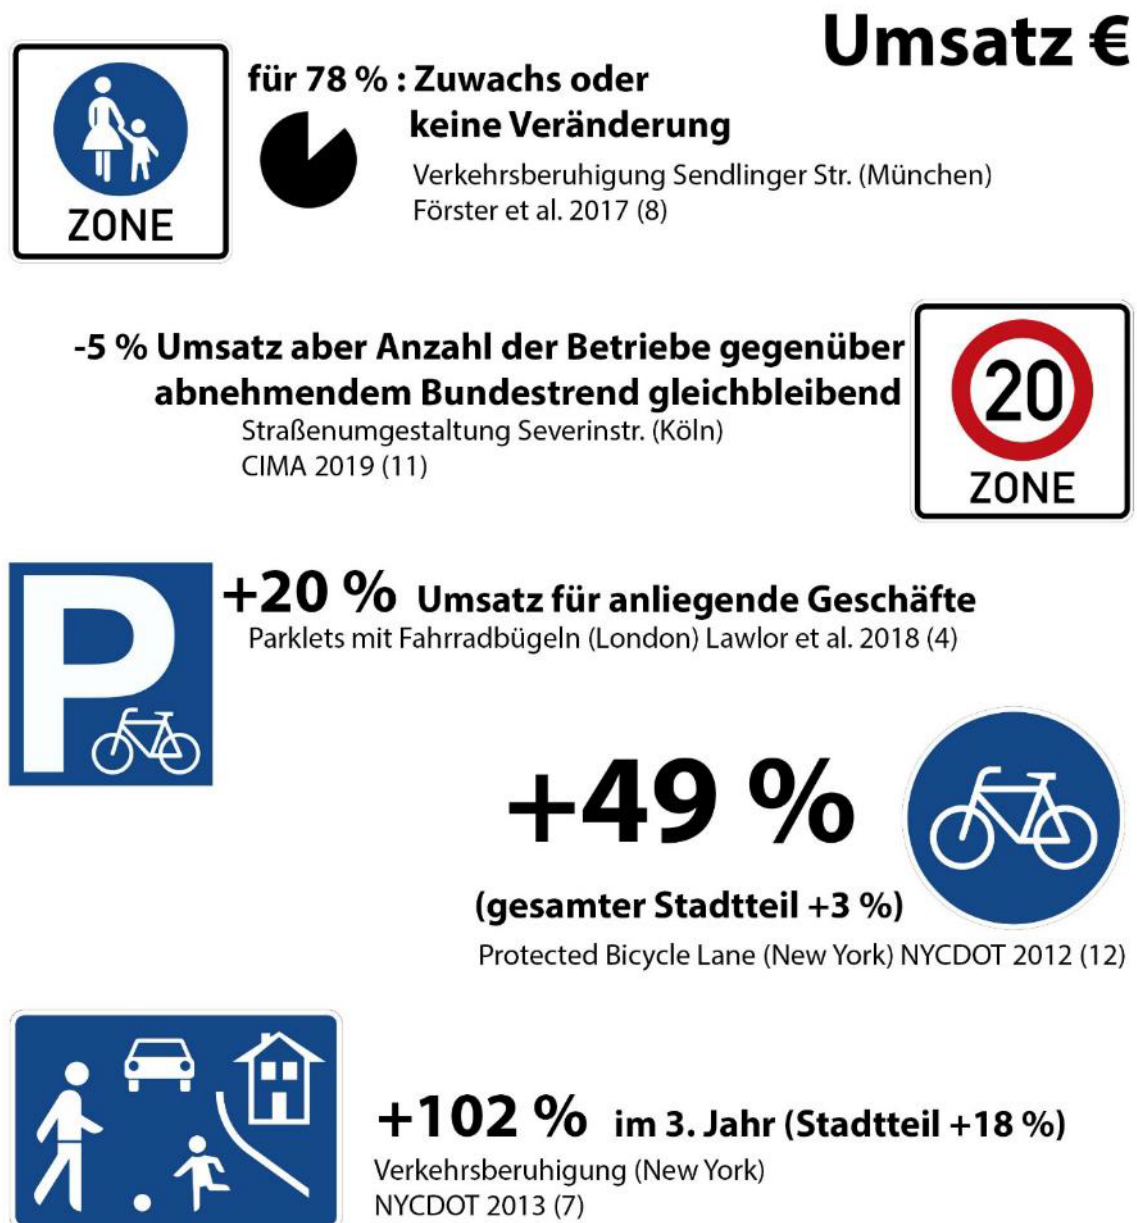 Umsatz €
für 78 % : Zuwachs oder
keine Veränderung
Verkehrsberuhigung Sendlinger Str. (München)
Förster et al. 2017 (8)
ZONE
-5 % Umsatz aber Anzahl der Betriebe gegenüber
abnehmendem Bundestrend gleichbleibend
Straßenumgestaltung Severinstr. (Köln)
CIMA 2019 (11)
20
ZONE
P
+20 % Umsatz für anliegende Geschäfte
Parklets mit Fahrradbügeln (London) Lawlor et al. 2018 (4)
+49 %
(gesamter Stadtteil +3 %)
Protected Bicycle Lane (New York) NYCDOT 2012 (12)
+102 % im 3. Jahr (Stadtteil +18 %)
Verkehrsberuhigung (New York)
NYCDOT 2013 (7)